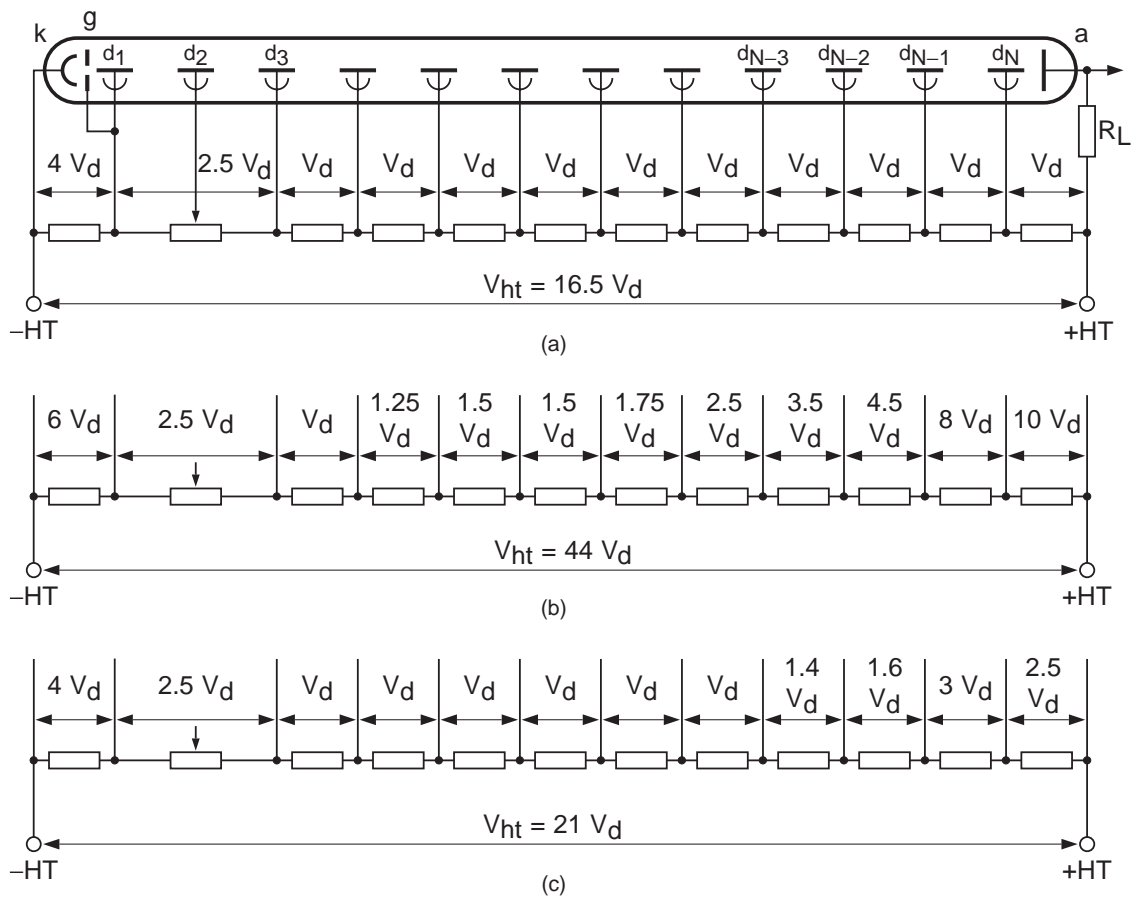 g
k
a
d1 d2 d3 dN–3 dN–2 dN–1 dN
RL
4 Vd 2.5 Vd Vd Vd Vd Vd Vd Vd Vd Vd Vd Vd
Vht = 16.5 Vd
–HT +HT
(a)
6 Vd 2.5 Vd Vd 1.25 Vd 1.5 Vd 1.5 Vd 1.75 Vd 2.5 Vd 3.5 Vd 4.5 Vd 8 Vd 10 Vd
Vht = 44 Vd
–HT +HT
(b)
4 Vd 2.5 Vd Vd Vd Vd Vd Vd Vd 1.4 Vd 1.6 Vd 3 Vd 2.5 Vd
Vht = 21 Vd
–HT +HT
(c)